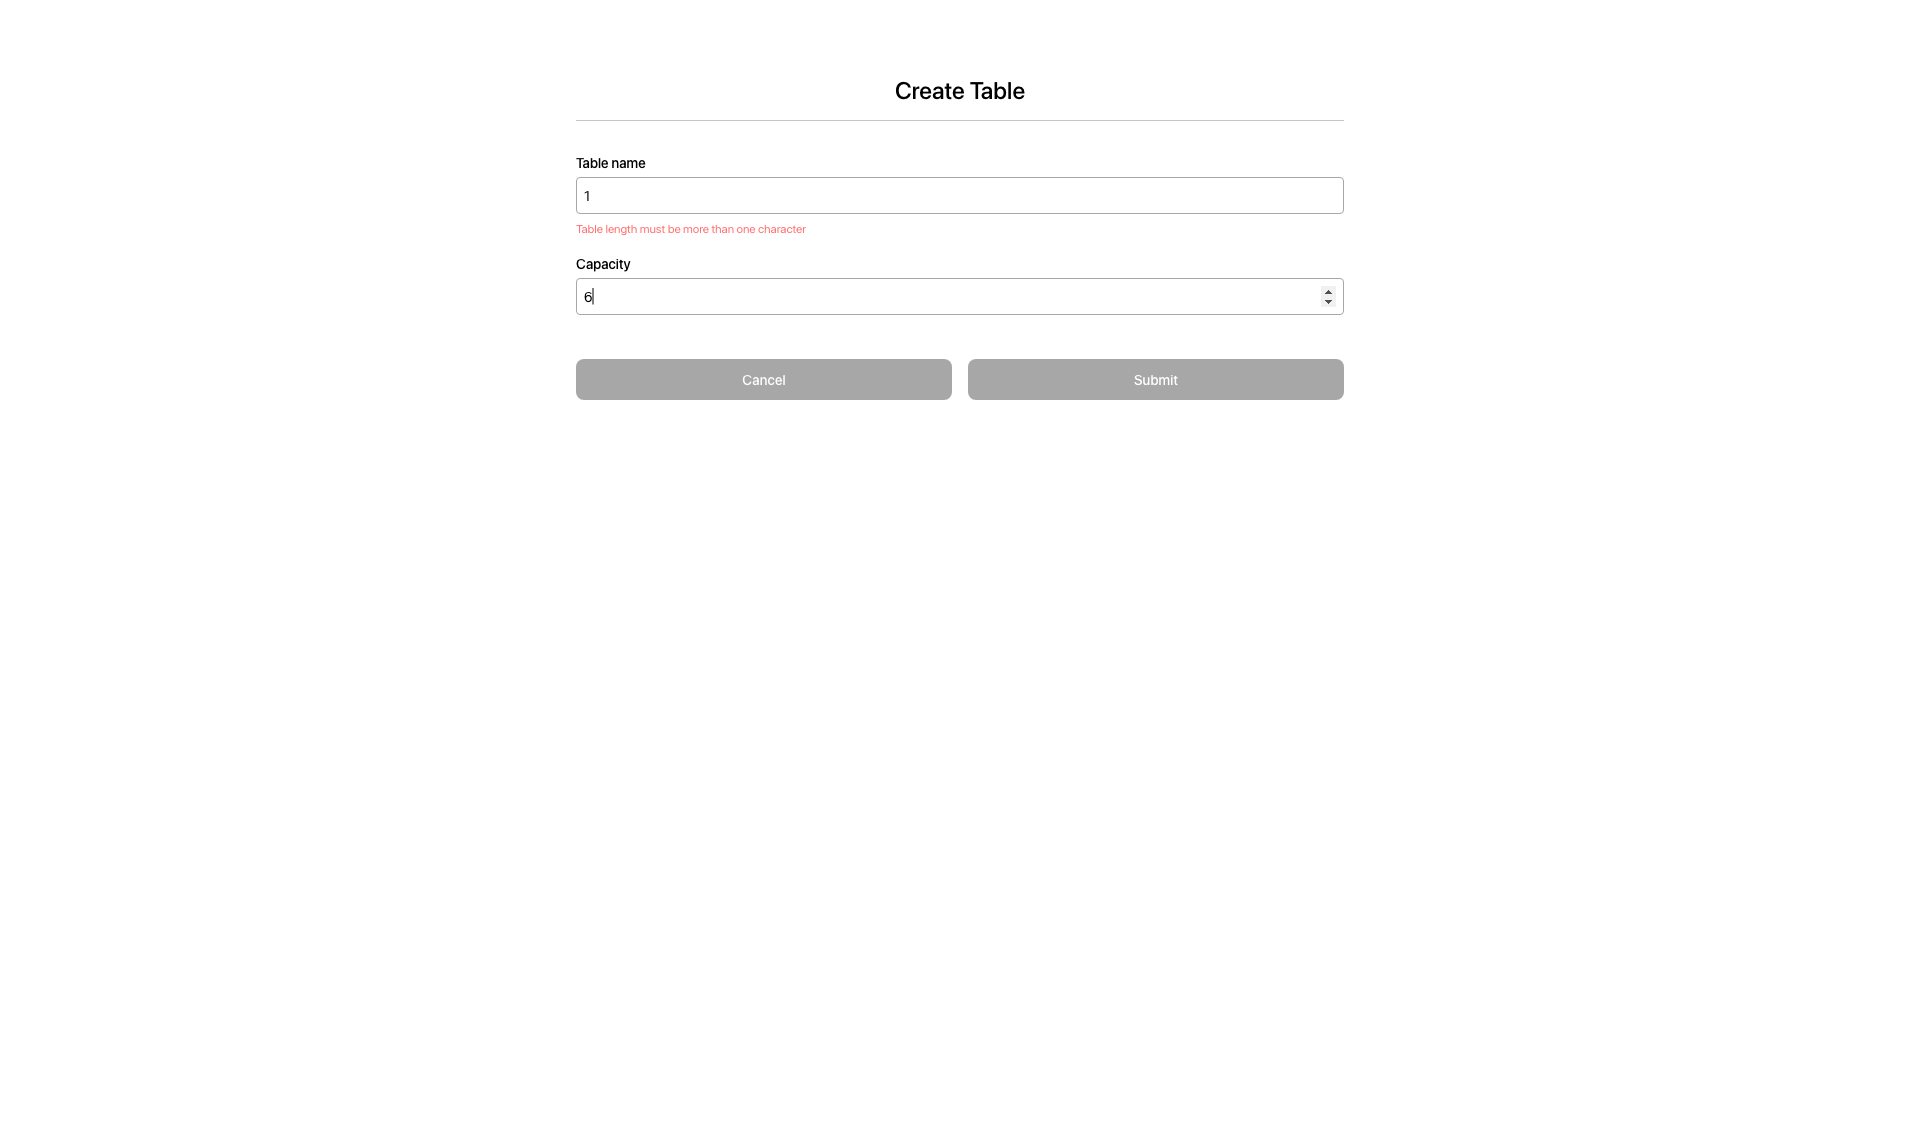 Create Table
Table name
1
Table length must be more than one character
Capacity
6
Cancel
Submit